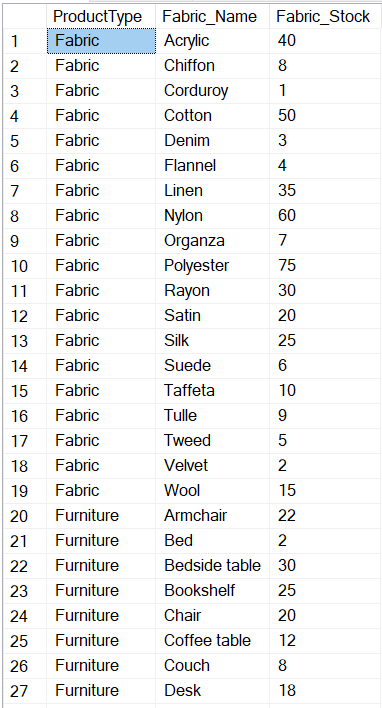 ProductType Fabric_Name Fabric_Stock
1 Fabric Acrylic 40
2 Fabric Chiffon 8
3 Fabric Corduroy 1
4 Fabric Cotton 50
5 Fabric Denim 3
6 Fabric Flannel 4
7 Fabric Linen 35
8 Fabric Nylon 60
9 Fabric Organza 7
10 Fabric Polyester 75
11 Fabric Rayon 30
12 Fabric Satin 20
13 Fabric Silk 25
14 Fabric Suede 6
15 Fabric Taffeta 10
16 Fabric Tulle 9
17 Fabric Tweed 5
18 Fabric Velvet 2
19 Fabric Wool 15
20 Furniture Armchair 22
21 Furniture Bed 2
22 Furniture Bedside table 30
23 Furniture Bookshelf 25
24 Furniture Chair 20
25 Furniture Coffee table 12
26 Furniture Couch 8
27 Furniture Desk 18